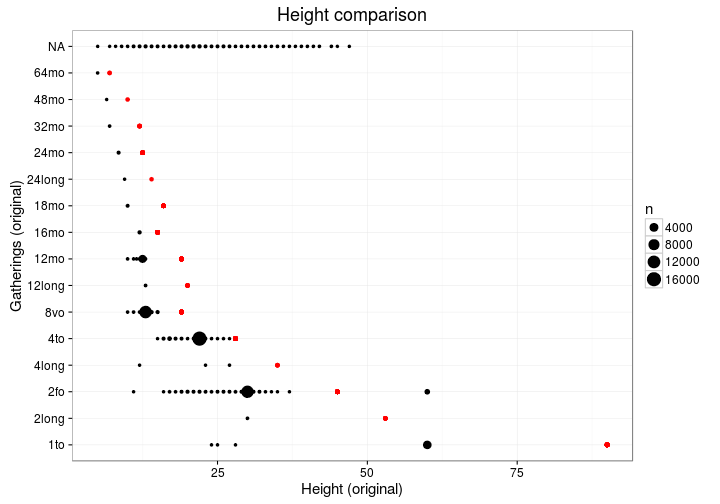 Height comparison
NA
64mo
48mo
32mo
24mo
24long
18mo
16mo
12mo
12long
8vo
4to
4long
2fo
2long
1to
Gatherings (original)
25 50 75
Height (original)
n
4000
8000
12000
16000